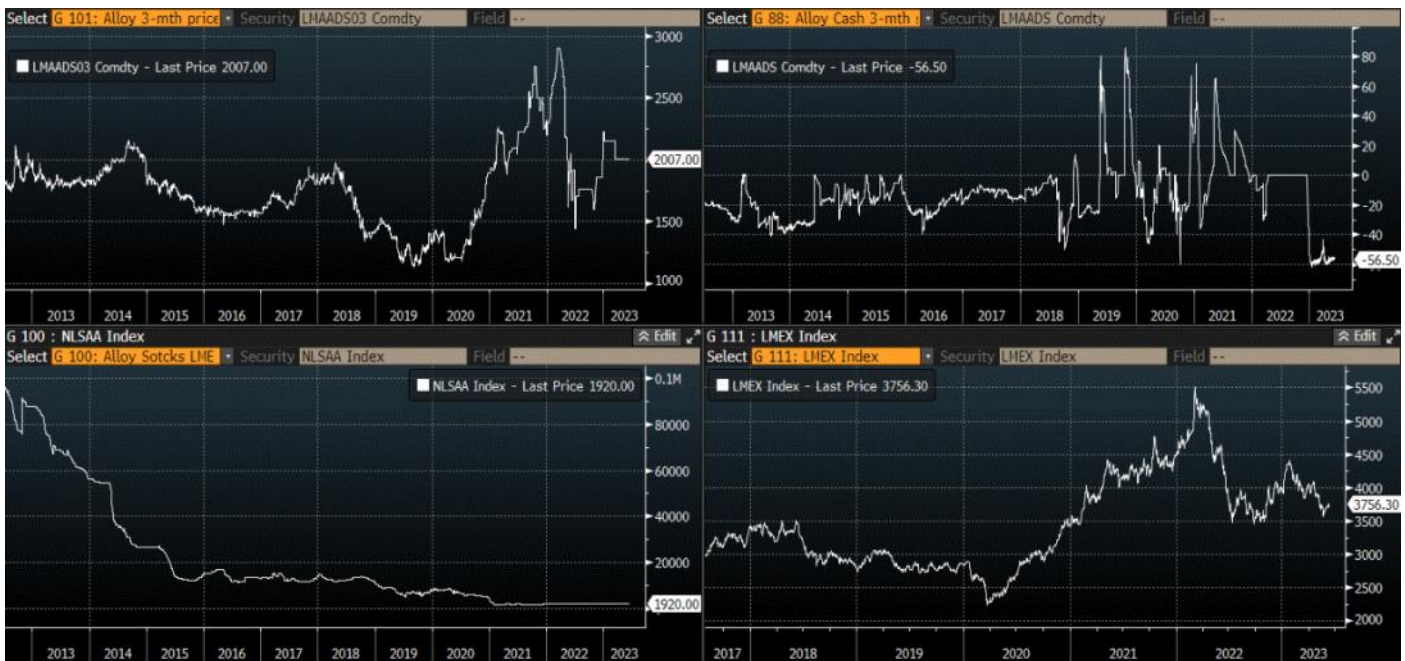 Select G 101: Alloy 3-mth price Security LMAADS03 Comdty Field --
LMAADS03 Comdty - Last Price 2007.00
3000
2500
2007.00
1500
1000
2013 2014 2015 2016 2017 2018 2019 2020 2021 2022 2023
Select G 88: Alloy Cash 3-mth Security LMAADS Comdty Field --
LMAADS Comdty - Last Price -56.50
80
60
40
20
0
-20
-40
-56.50
2013 2014 2015 2016 2017 2018 2019 2020 2021 2022 2023
G 100 : NLSAA Index Edit
Select G 100: Alloy Sotcks LME Security NLSAA Index Field --
NLSAA Index - Last Price 1920.00
0.1M
80000
60000
40000
20000
1920.00
2013 2014 2015 2016 2017 2018 2019 2020 2021 2022 2023
G 111 : LMEX Index Edit
Select G 111: LMEX Index Security LMEX Index Field --
LMEX Index - Last Price 3756.30
5500
5000
4500
4000
3756.30
3500
3000
2500
2000
2017 2018 2019 2020 2021 2022 2023